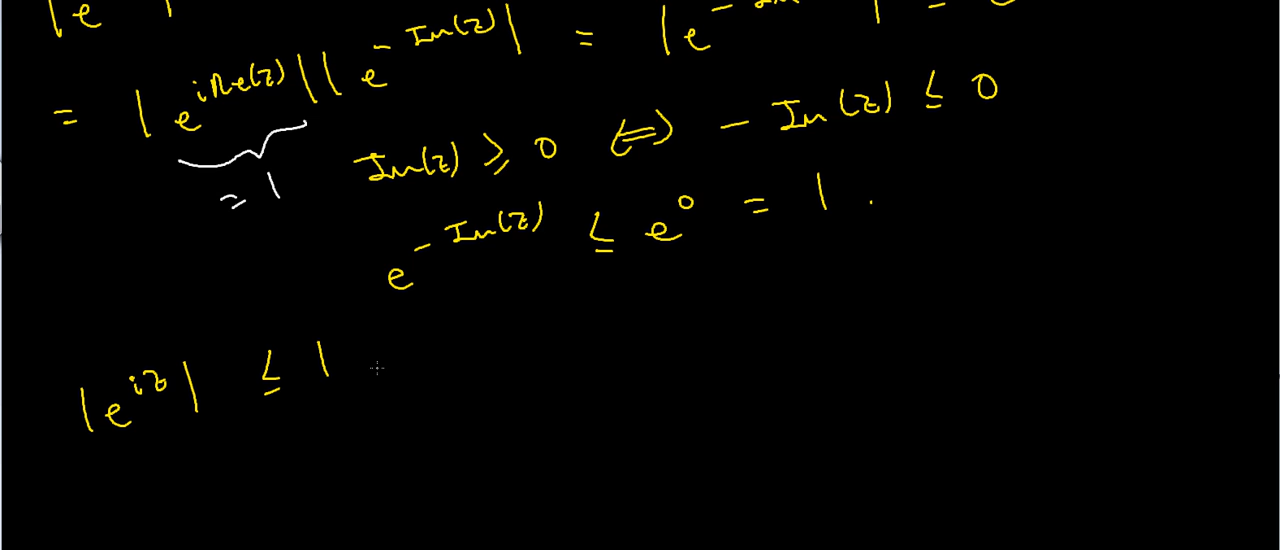 |e
= |e^{iRe(z)}||e^{-Im(z)}| = |e^{-Im
= 1
Im(z) ≥ 0 ⇔ - Im(z) ≤ 0
e^{-Im(z)} ≤ e^0 = 1.
|e^{iz}| ≤ 1